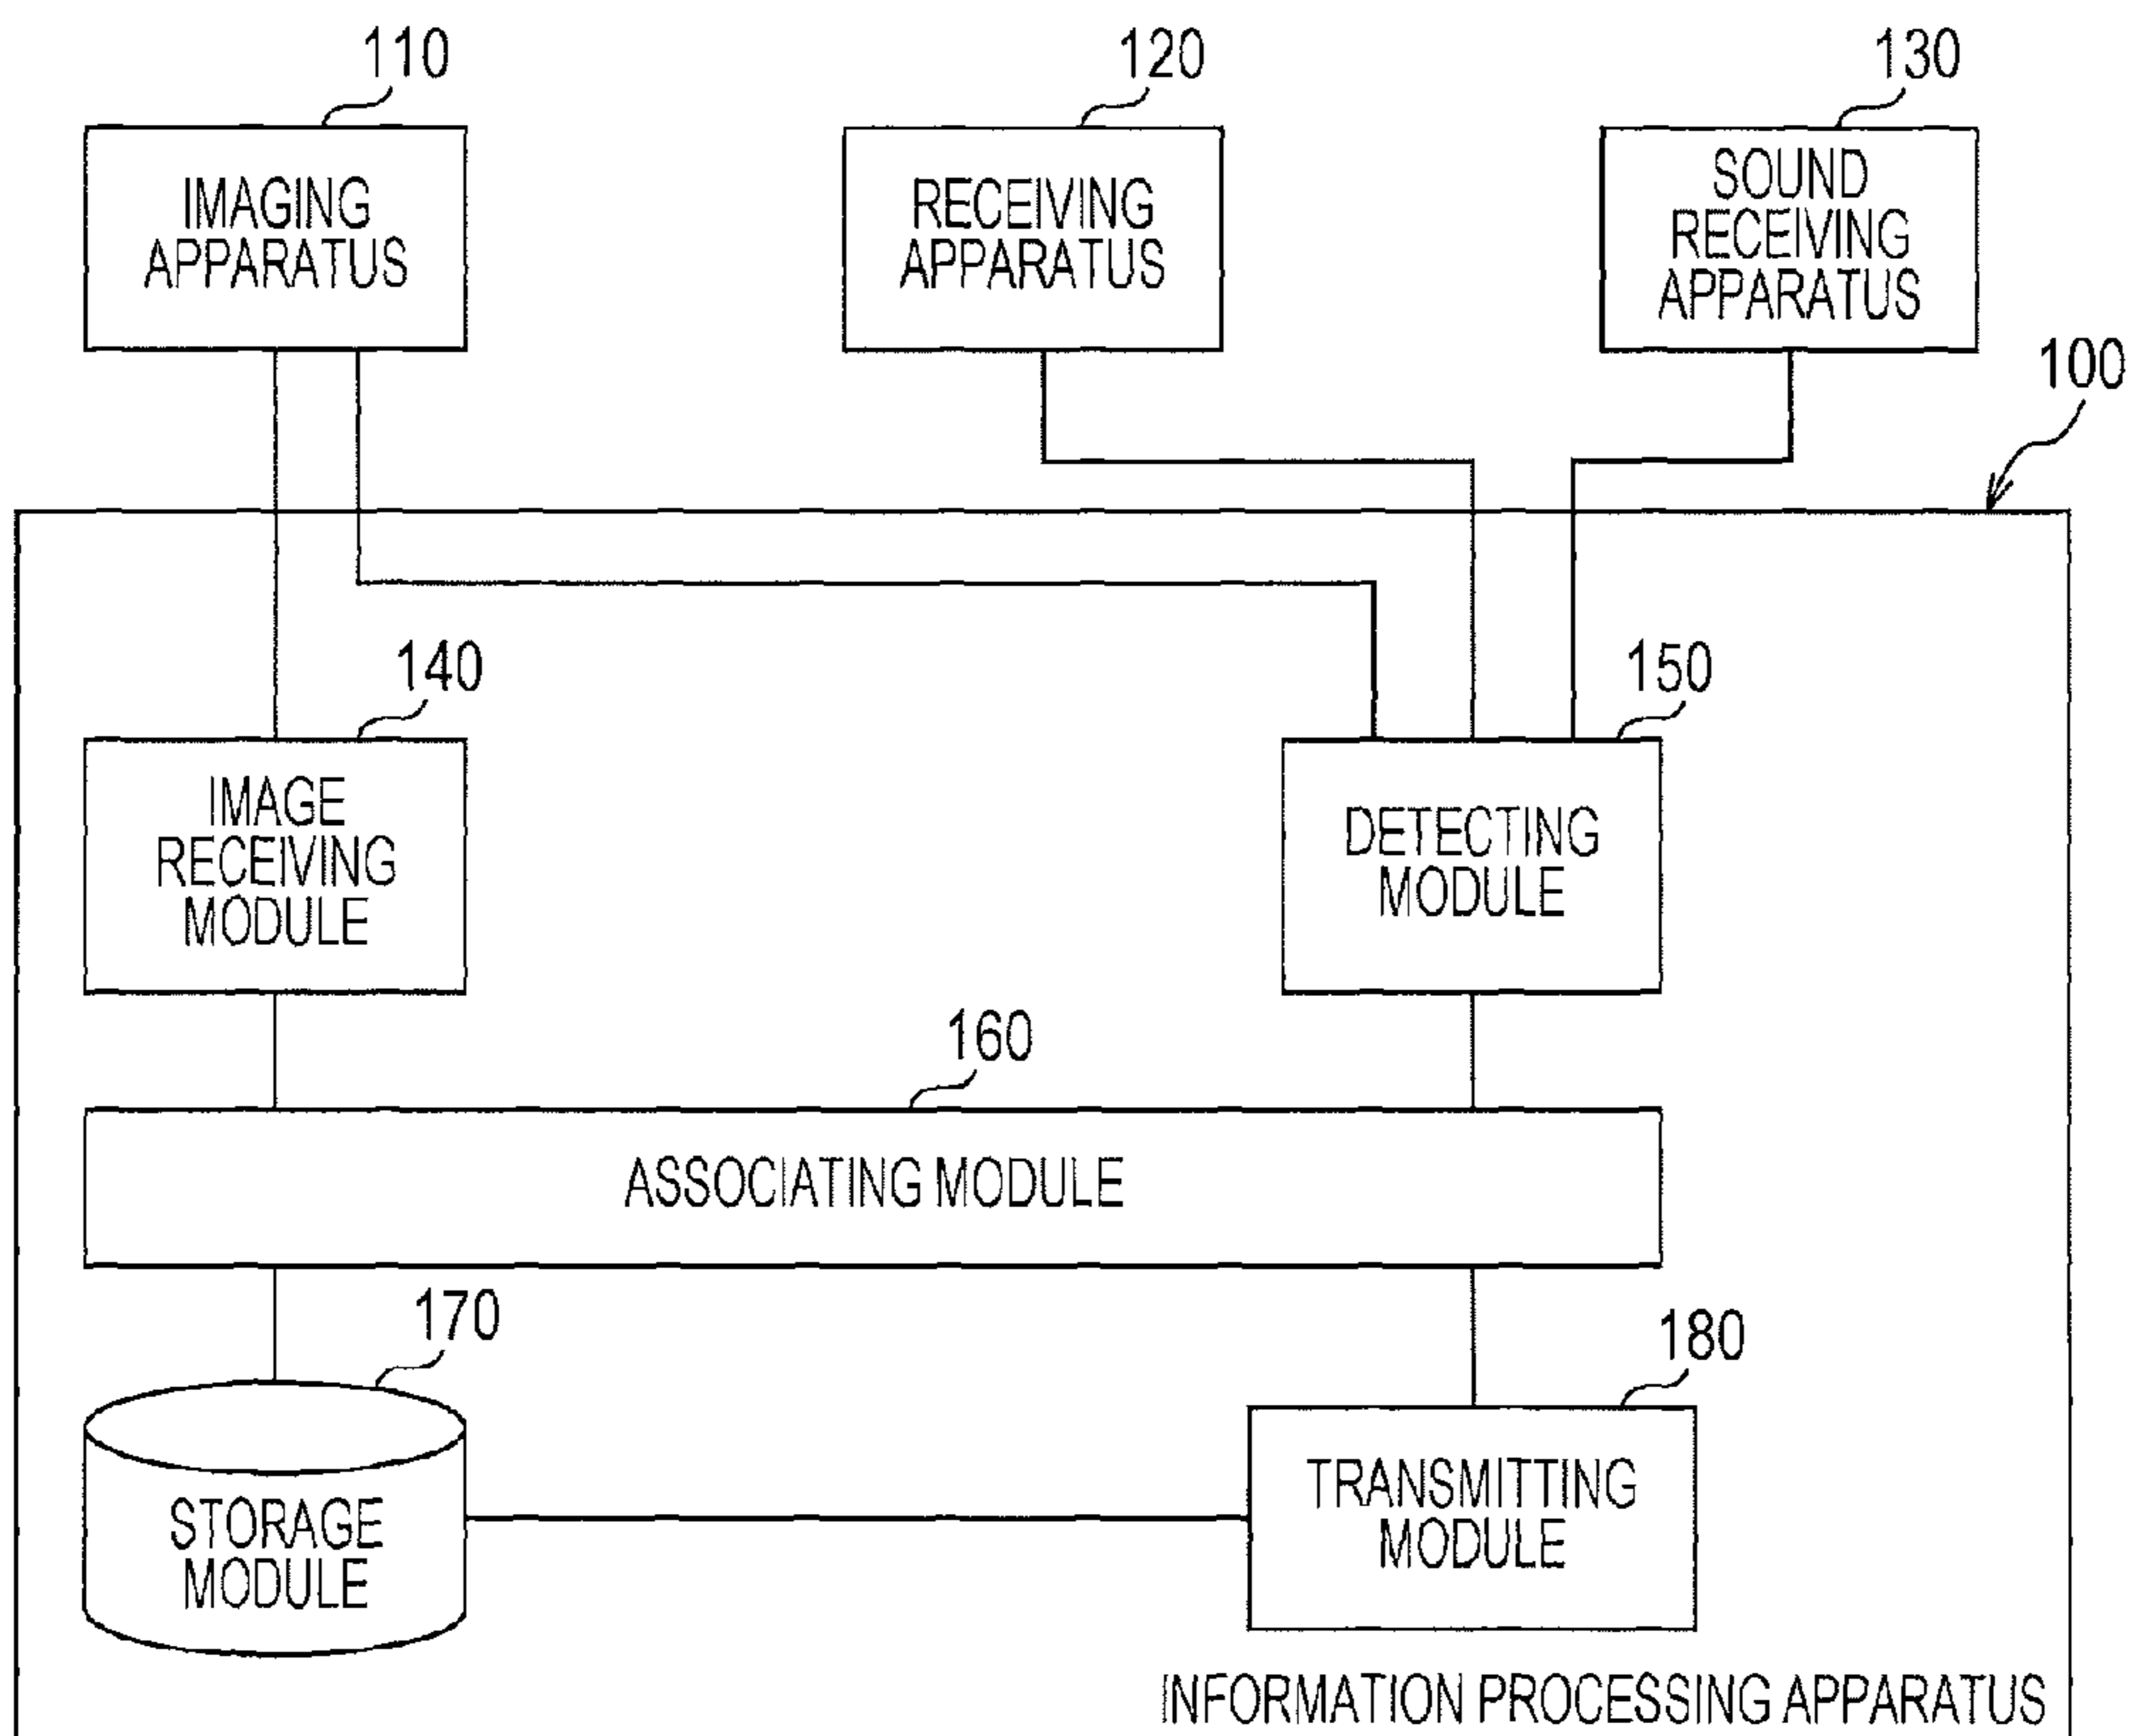 110
120
130
IMAGING
APPARATUS
RECEIVING
APPARATUS
SOUND
RECEIVING
APPARATUS
100
140
150
IMAGE
RECEIVING
MODULE
DETECTING
MODULE
160
ASSOCIATING MODULE
170
180
STORAGE
MODULE
TRANSMITTING
MODULE
INFORMATION PROCESSING APPARATUS